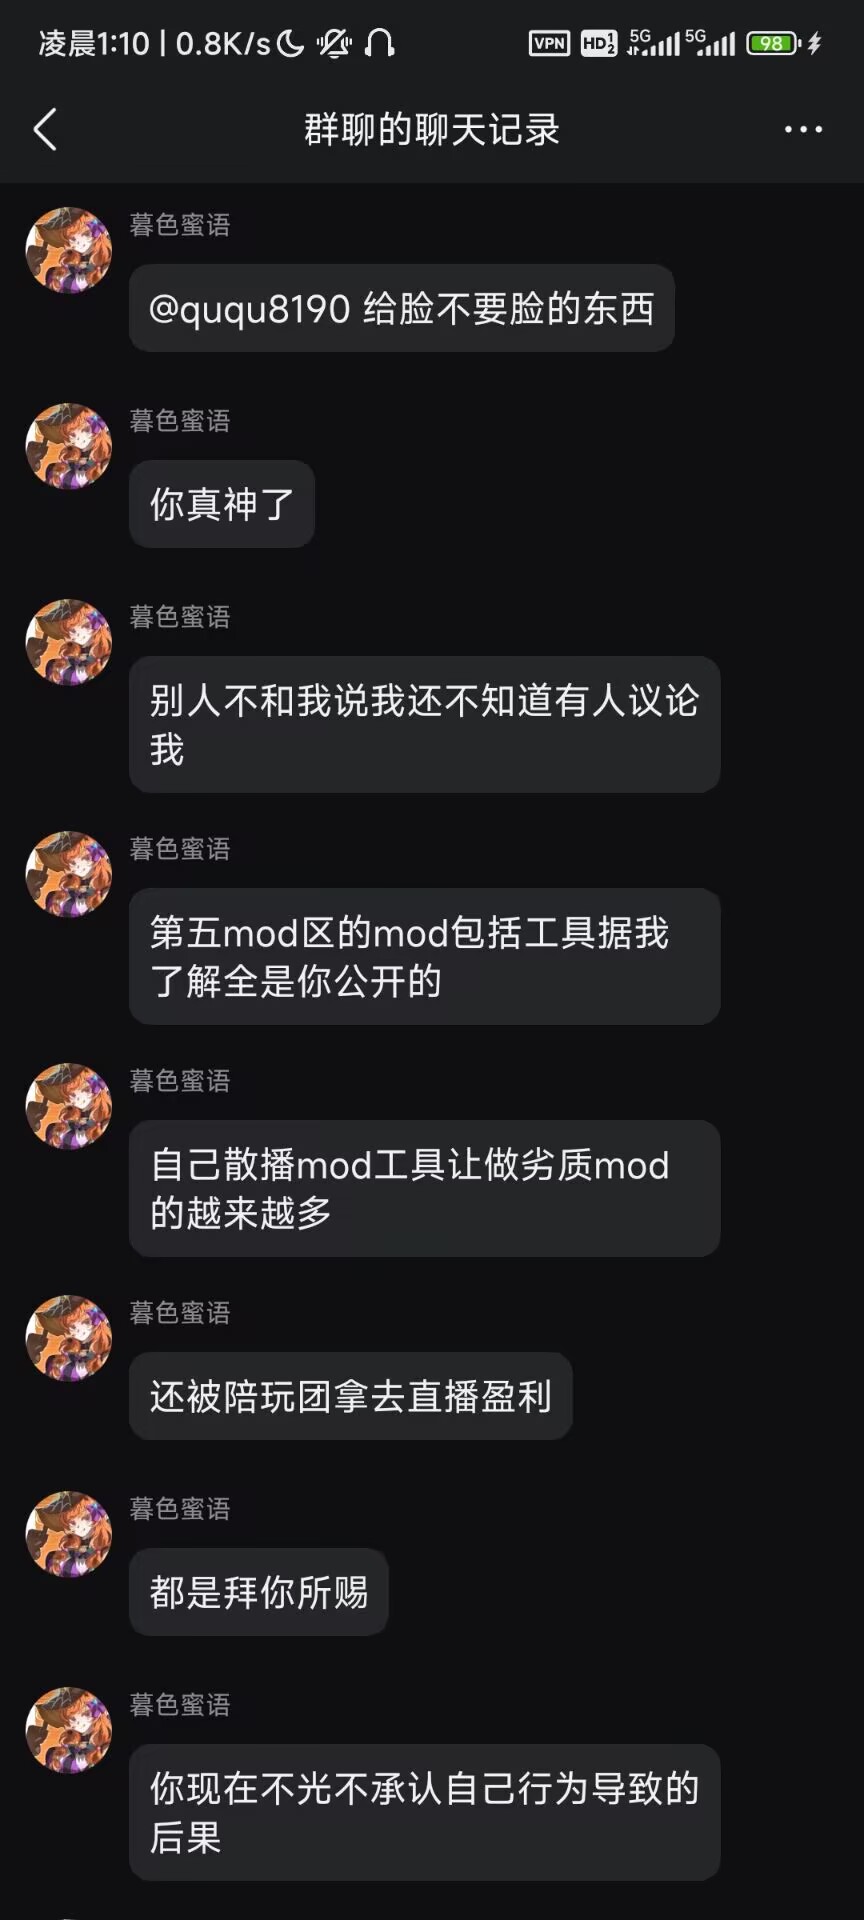 凌晨1:10 | 0.8K/s
VPN HD 1 2 5G 5G 98
群聊的聊天记录
暮色蜜语
@ququ8190 给脸不要脸的东西
暮色蜜语
你真神了
暮色蜜语
别人不和我说我还不知道有人议论
我
暮色蜜语
第五mod区的mod包括工具据我
了解全是你公开的
暮色蜜语
自己散播mod工具让做劣质mod
的越来越多
暮色蜜语
还被陪玩团拿去直播盈利
暮色蜜语
都是拜你所赐
暮色蜜语
你现在不光不承认自己行为导致的
后果